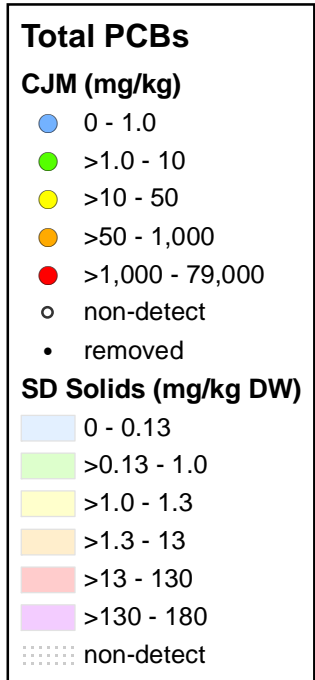 Total PCBs
CJM (mg/kg)
0 - 1.0
>1.0 - 10
>10 - 50
>50 - 1,000
>1,000 - 79,000
non-detect
removed
SD Solids (mg/kg DW)
0 - 0.13
>0.13 - 1.0
>1.0 - 1.3
>1.3 - 13
>13 - 130
>130 - 180
non-detect